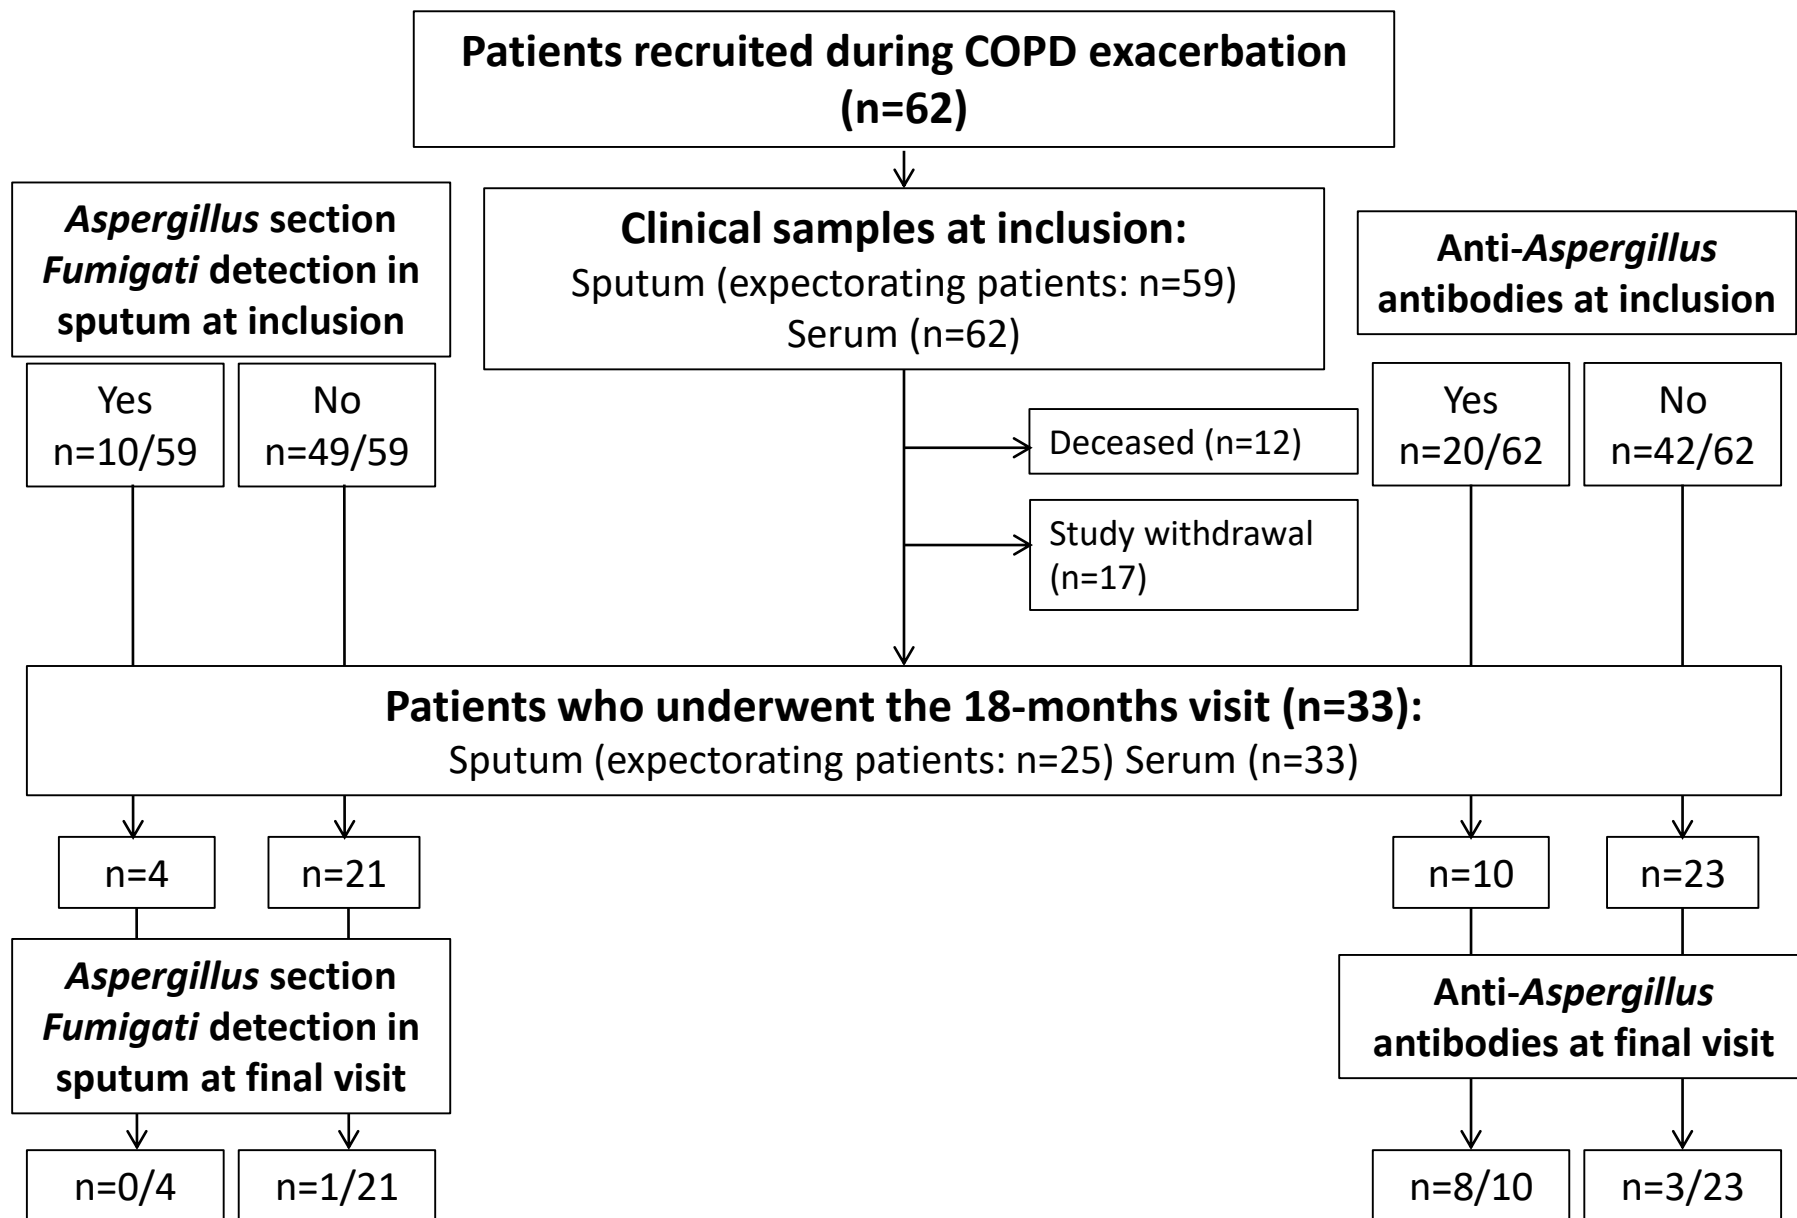 Patients recruited during COPD exacerbation
(n=62)
Aspergillus section
Fumigati detection in
sputum at inclusion
Yes
n=10/59
No
n=49/59
Clinical samples at inclusion:
Sputum (expectorating patients: n=59)
Serum (n=62)
Anti-Aspergillus
antibodies at inclusion
Yes
n=20/62
No
n=42/62
Deceased (n=12)
Study withdrawal
(n=17)
Patients who underwent the 18-months visit (n=33):
Sputum (expectorating patients: n=25) Serum (n=33)
n=4
n=21
n=10
n=23
Aspergillus section
Fumigati detection in
sputum at final visit
Anti-Aspergillus
antibodies at final visit
n=0/4
n=1/21
n=8/10
n=3/23